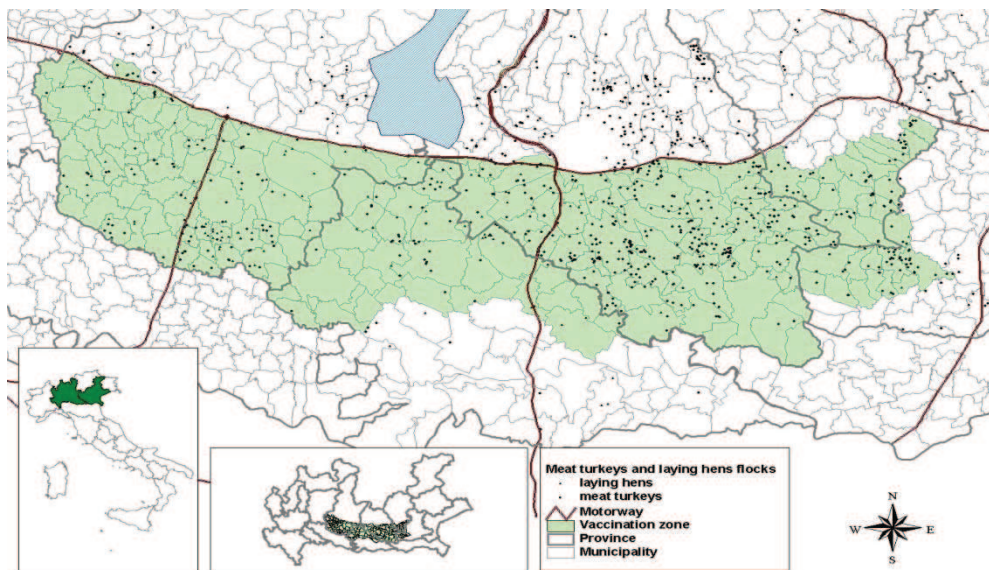 Meat turkeys and laying hens flocks
laying hens
meat turkeys
Motorway
Vaccination zone
Province
Municipality
N
W E
S